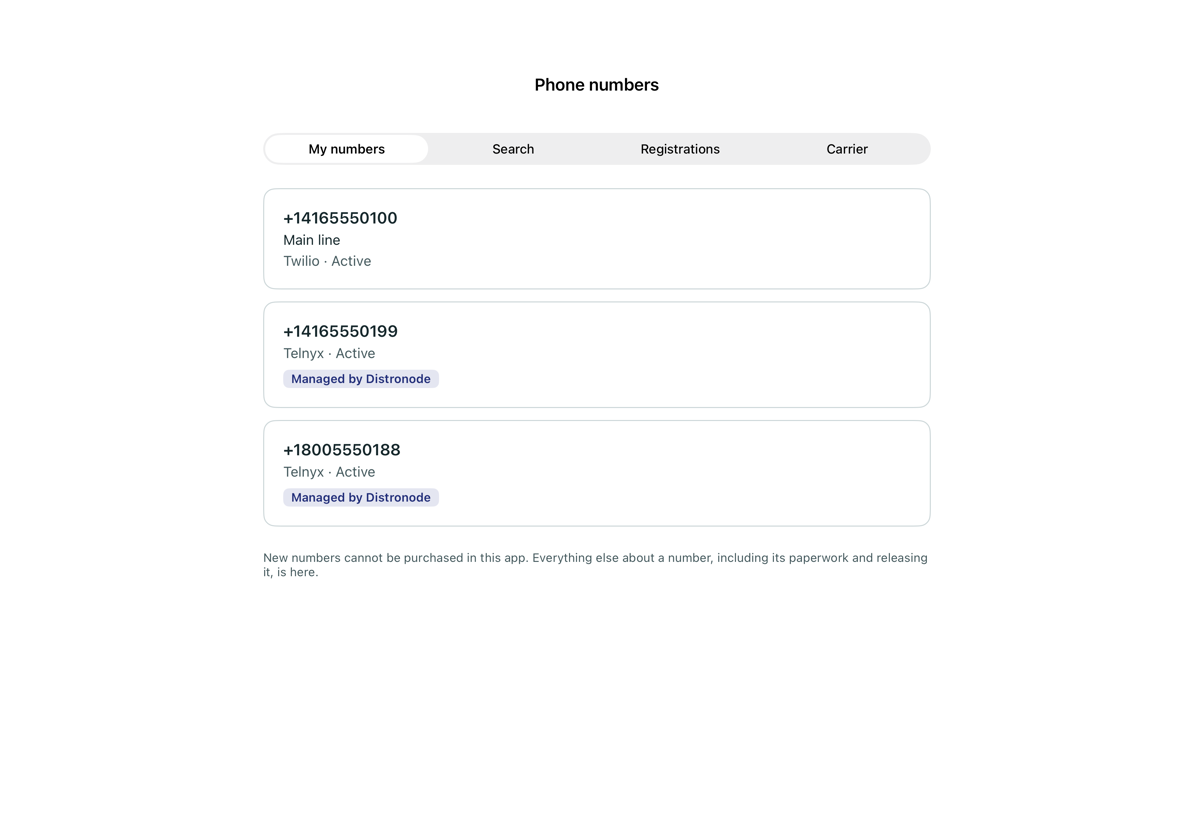 Phone numbers
My numbers
Search
Registrations
Carrier
+14165550100
Main line
Twilio · Active
+14165550199
Telnyx · Active
Managed by Distronode
+18005550188
Telnyx · Active
Managed by Distronode
New numbers cannot be purchased in this app. Everything else about a number, including its paperwork and releasing
it, is here.